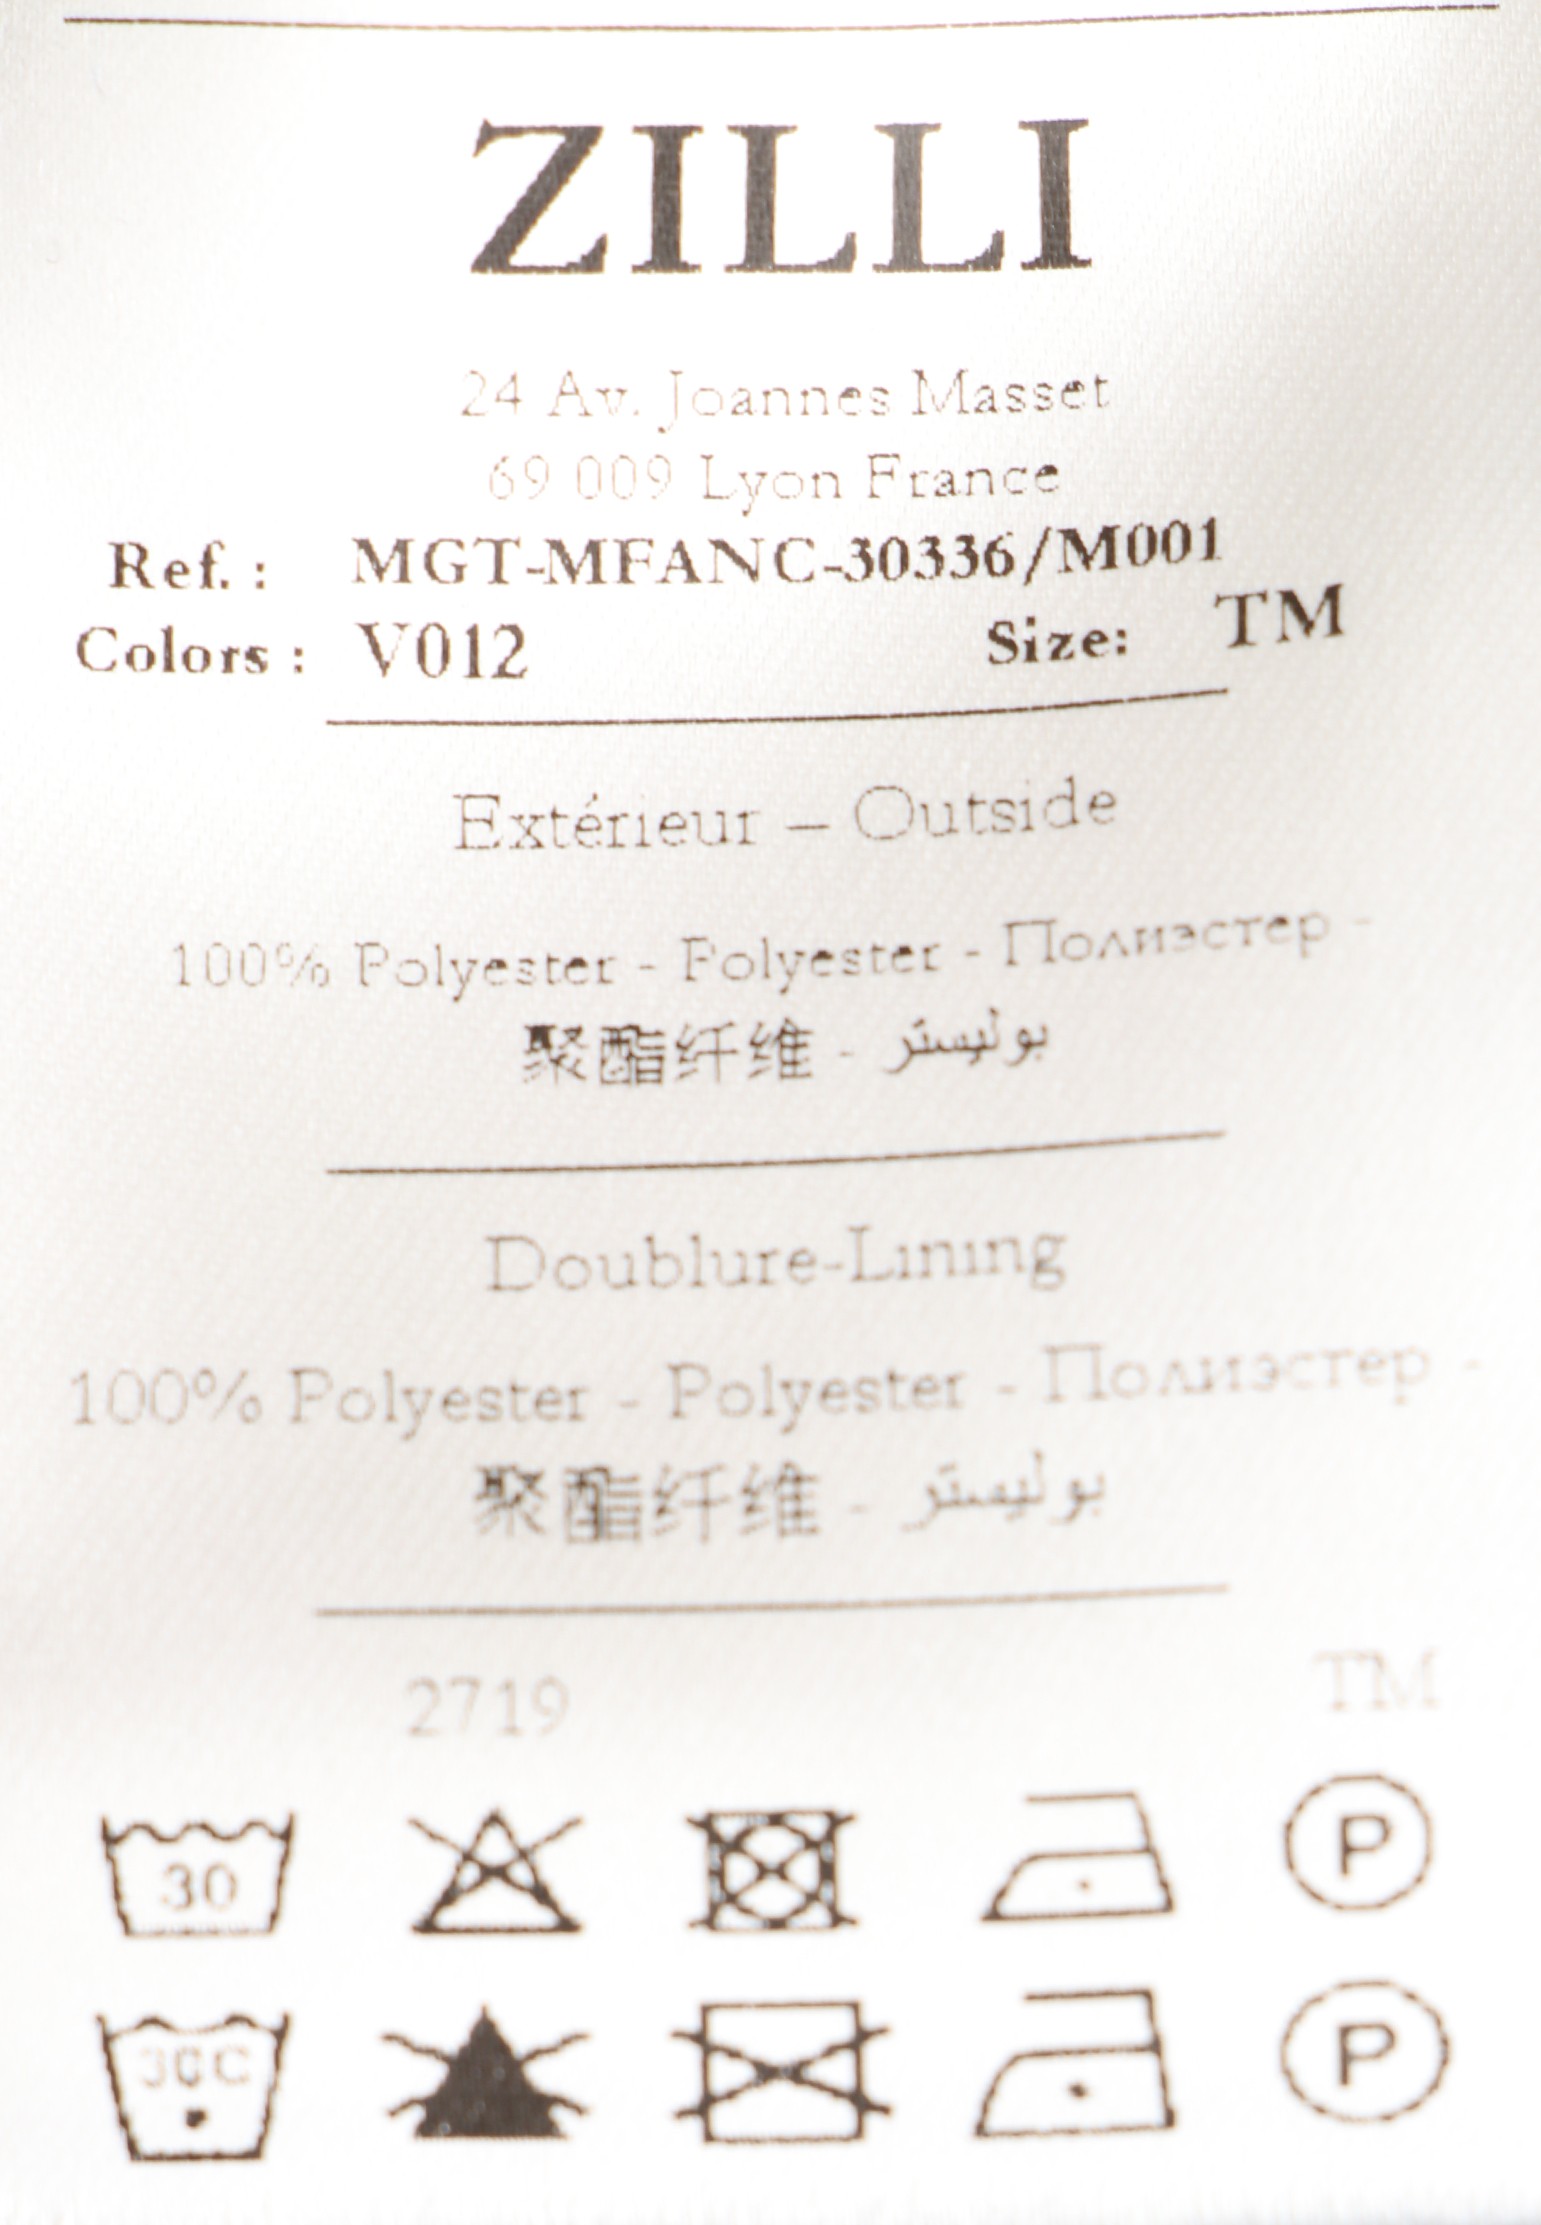 ZILLI
24 Av. Joannes Masset
69 009 Lyon France
Ref. : MGT-MFANC-30336/M001
Colors : V012 Size: TM
Extérieur – Outside
100% Polyester - Polyester - Полиэстер -
聚酯纤维 - بوليستر
Doublure-Lining
100% Polyester - Polyester - Полиэстер -
聚酯纤维 - بوليستر
2719 TM
30 P
30C P